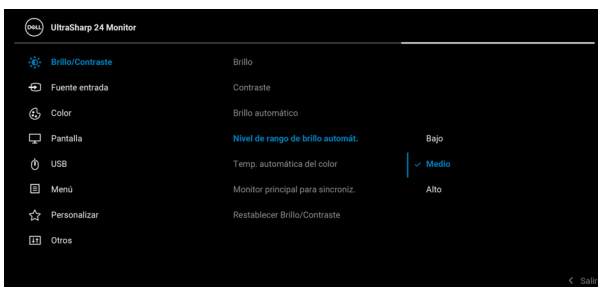 DELL UltraSharp 24 Monitor
Brillo/Contraste
Fuente entrada
Color
Pantalla
USB
Menú
Personalizar
Otros
Brillo
Contraste
Brillo automático
Nivel de rango de brillo automát.
Temp. automática del color
Monitor principal para sincroniz.
Restablecer Brillo/Contraste
Bajo
Medio
Alto
Salir